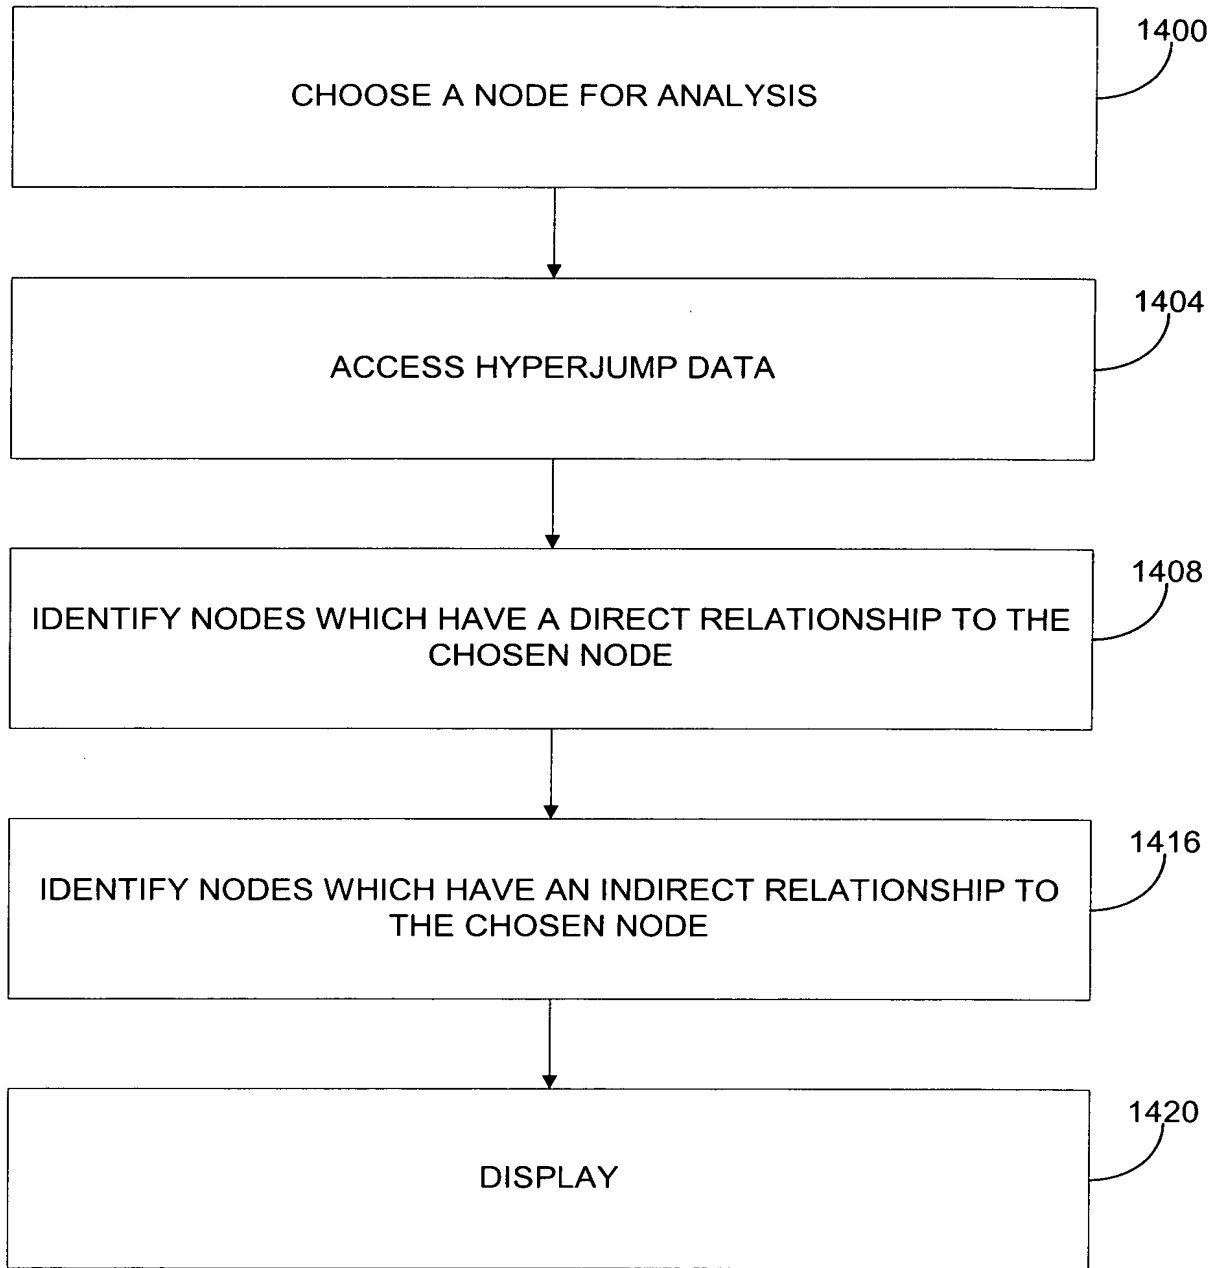 1400
CHOOSE A NODE FOR ANALYSIS
1404
ACCESS HYPERJUMP DATA
1408
IDENTIFY NODES WHICH HAVE A DIRECT RELATIONSHIP TO THE
CHOSEN NODE
1416
IDENTIFY NODES WHICH HAVE AN INDIRECT RELATIONSHIP TO
THE CHOSEN NODE
1420
DISPLAY